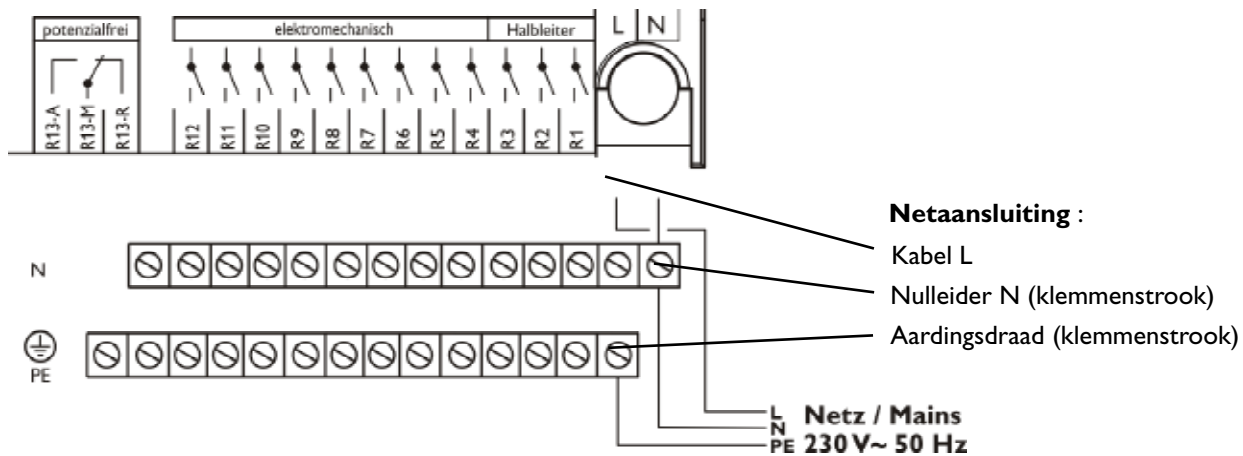 potenzialfrei
elektromechanisch
Halbleiter
L N
R13-A
R13-M
R13-R
R12
R11
R10
R9
R8
R7
R6
R5
R4
R3
R2
R1
Netaansluiting :
Kabel L
Nulleider N (klemmenstrook)
Aardingsdraad (klemmenstrook)
N
PE
L Netz / Mains
N
PE 230 V~ 50 Hz